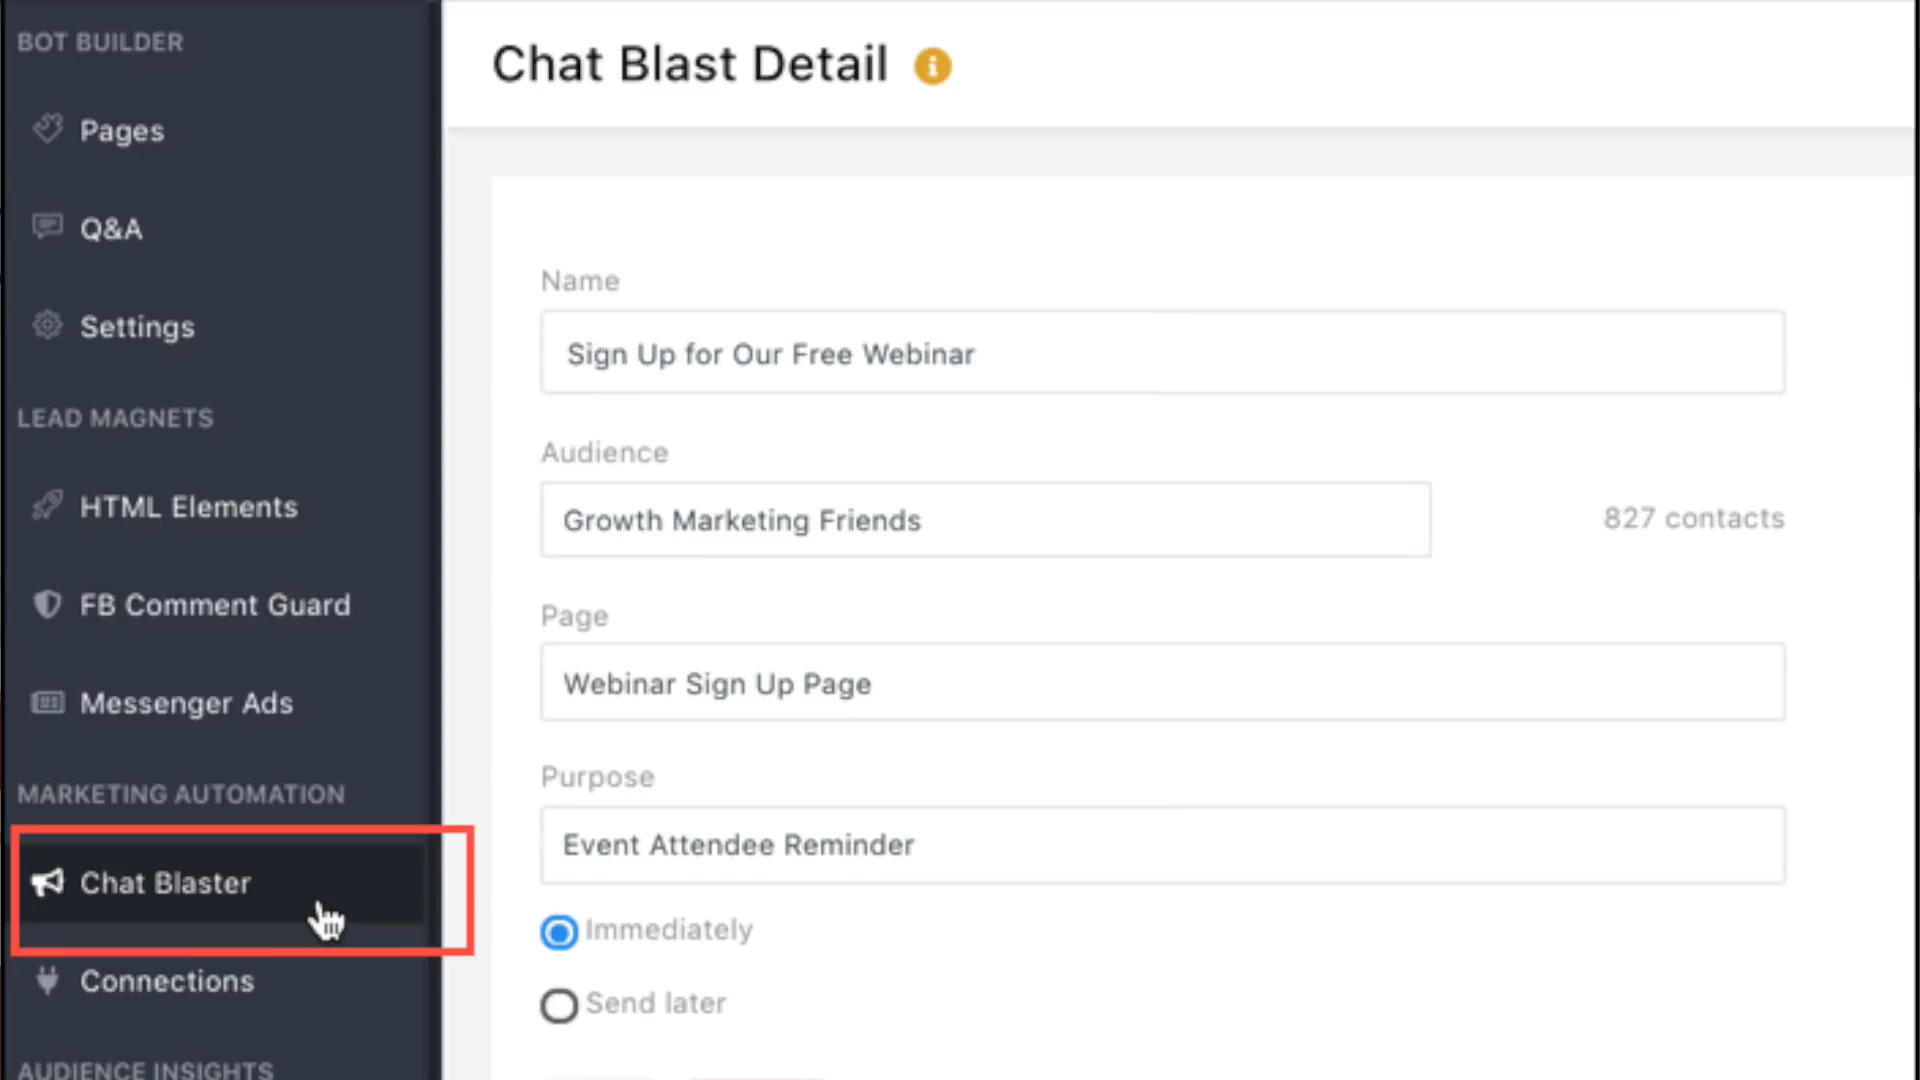 BOT BUILDER
Pages
Q&A
Settings
LEAD MAGNETS
HTML Elements
FB Comment Guard
Messenger Ads
MARKETING AUTOMATION
Chat Blaster
Connections
AUDIENCE INSIGHTS
Chat Blast Detail
Name
Sign Up for Our Free Webinar
Audience
Growth Marketing Friends
827 contacts
Page
Webinar Sign Up Page
Purpose
Event Attendee Reminder
Immediately
Send later